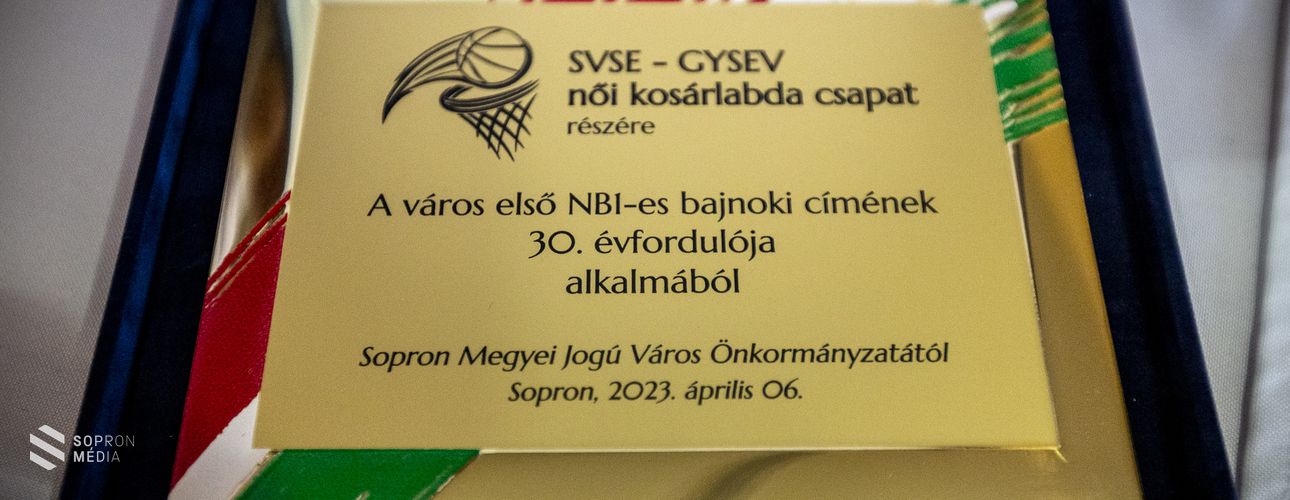 SVSE - GYSEV
női kosárlabda csapat
részére
A város első NB1-es bajnoki címének
30. évfordulója
alkalmából
Sopron Megyei Jogú Város Önkormányzatától
Sopron, 2023. április 06.
SOPRON
MÉDIA